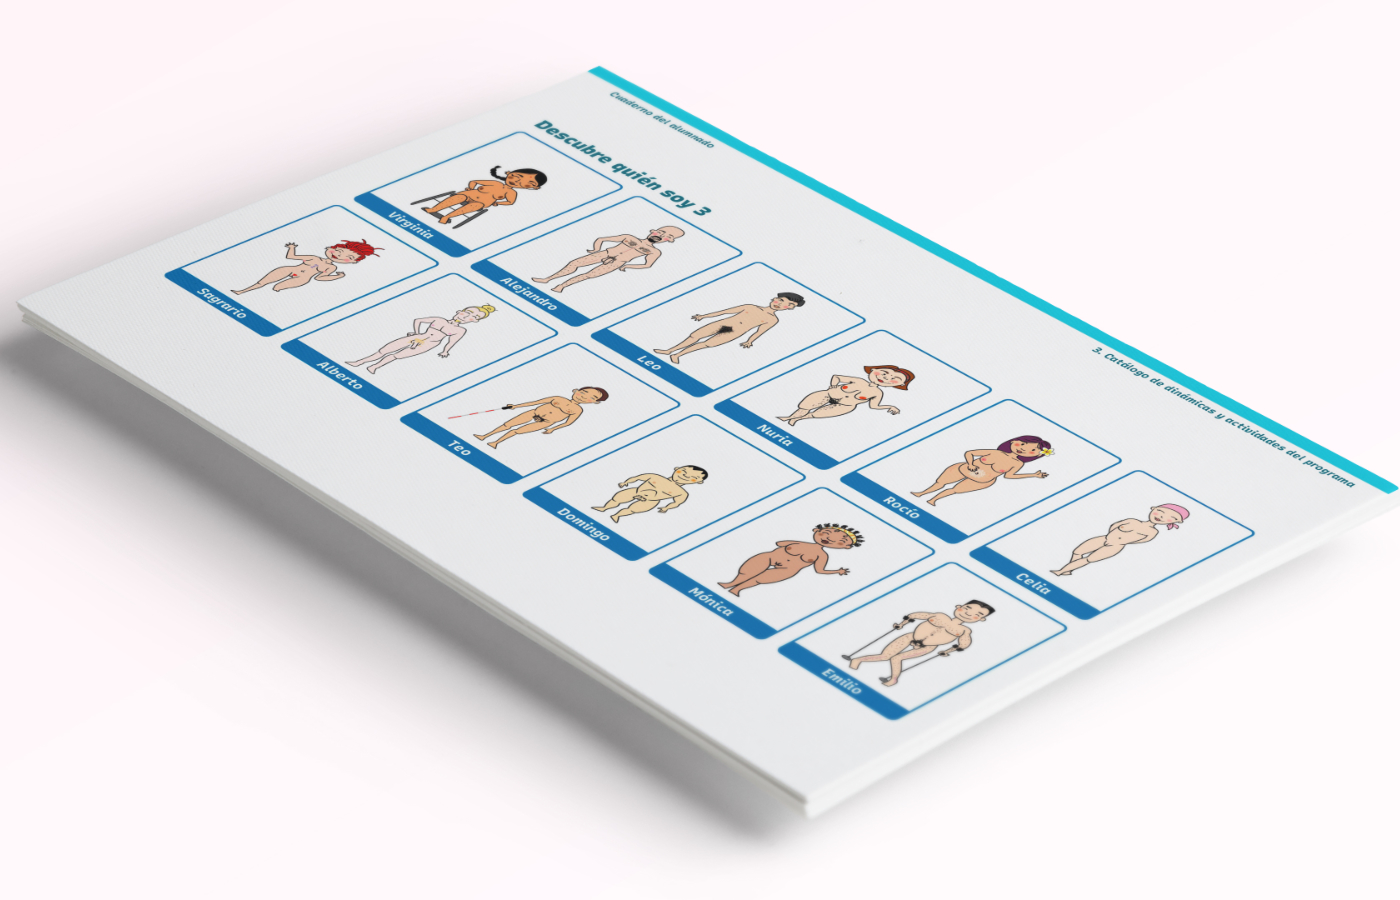 Cuaderno del alumnado
3. Catálogo de dinámicas y actividades del programa
Descubre quién soy 3
Virginia
Alejandro
Leo
Nuria
Rocío
Celia
Sagrario
Alberto
Teo
Domingo
Mónica
Emilio